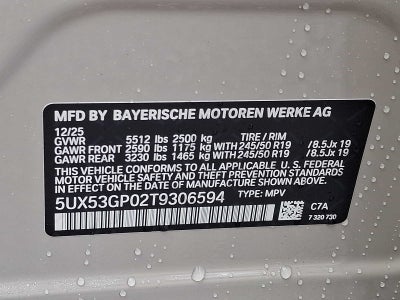 MFD BY BAYERISCHE MOTOREN WERKE AG
12/25
GVWR 5512 lbs 2500 kg TIRE / RIM
GAWR FRONT 2590 lbs 1175 kg WITH 245/50 R19 /8.5Jx 19
GAWR REAR 3230 lbs 1465 kg WITH 245/50 R19 /8.5Jx 19
THIS VEHICLE CONFORMS TO ALL APPLICABLE U.S. FEDERAL
MOTOR VEHICLE SAFETY AND THEFT PREVENTION STANDARDS IN
EFFECT ON THE DATE OF MANUFACTURE SHOWN ABOVE.
5UX53GP02T9306594 TYPE: MPV
C7A
7 320 730